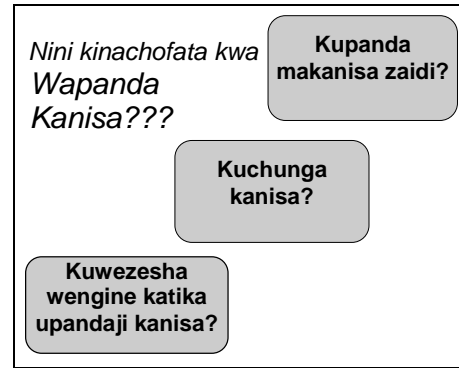 Nini kinachofata kwa
Wapanda
Kanisa???
Kupanda
makanisa zaidi?
Kuchunga
kanisa?
Kuwezesha
wengine katika
upandaji kanisa?